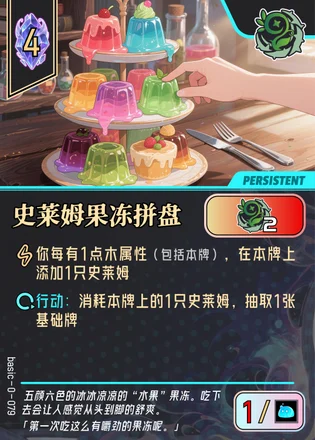 4
PERSISTENT
史莱姆果冻拼盘
2
你每有1点木属性（包括本牌），在本牌上
添加1只史莱姆
行动：消耗本牌上的1只史莱姆，抽取1张
基础牌
basic-0-079
五颜六色的冰冰凉凉的“水果”果冻。吃下
去会让人感觉从头到脚的舒爽。
「第一次吃这么有嚼劲的果冻呢。」
1/